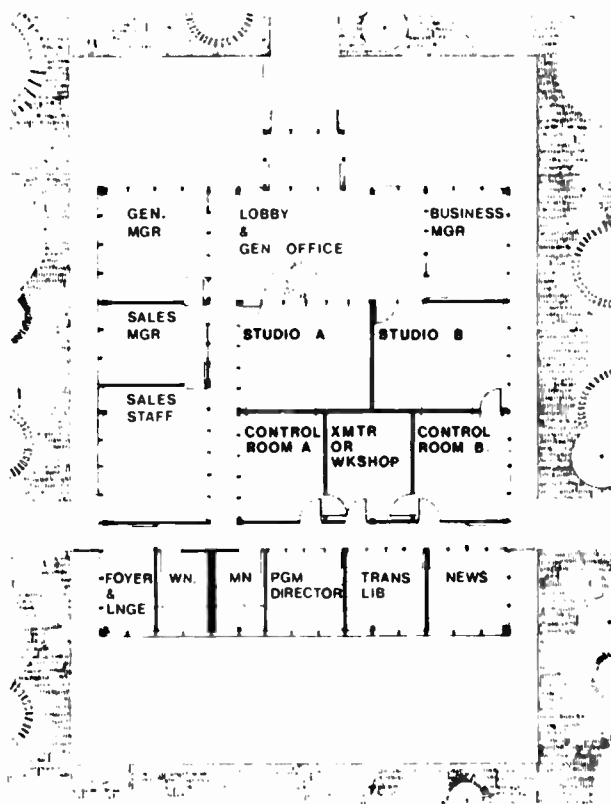 GEN.
MGR
LOBBY
&
GEN OFFICE
BUSINESS
MGR
SALES
MGR
STUDIO A
STUDIO B
SALES
STAFF
CONTROL
ROOM A
XMTR
OR
WKSHOP
CONTROL
ROOM B
FOYER
&
LNGE
WN.
MN
PGM
DIRECTOR
TRANS
LIB
NEWS